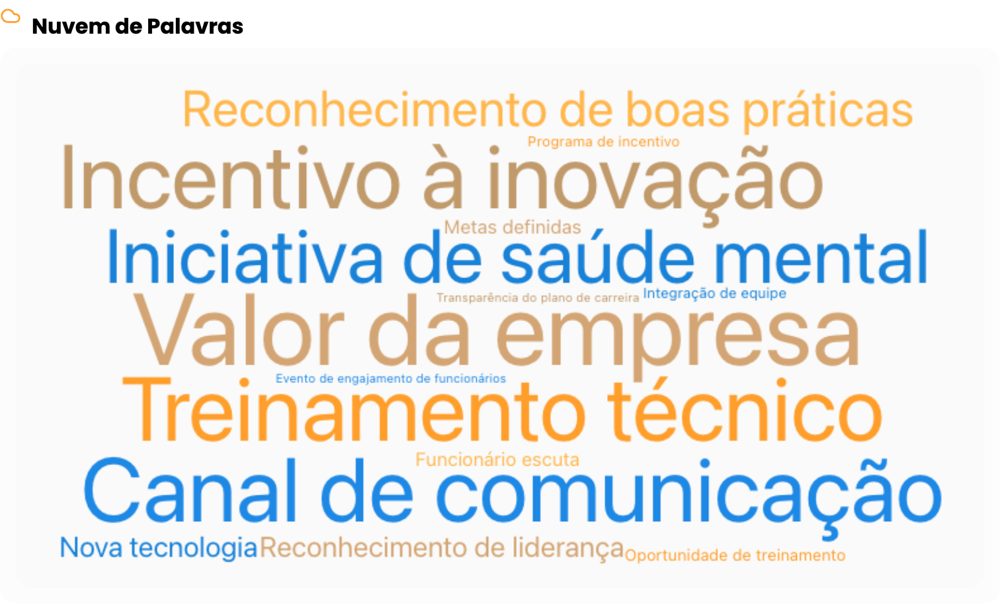 Nuvem de Palavras
Reconhecimento de boas práticas
Programa de incentivo
Incentivo à inovação
Metas definidas
Iniciativa de saúde mental
Transparência do plano de carreira
Integração de equipe
Valor da empresa
Evento de engajamento de funcionários
Treinamento técnico
Funcionário escuta
Canal de comunicação
Nova tecnologia
Reconhecimento de liderança
Oportunidade de treinamento